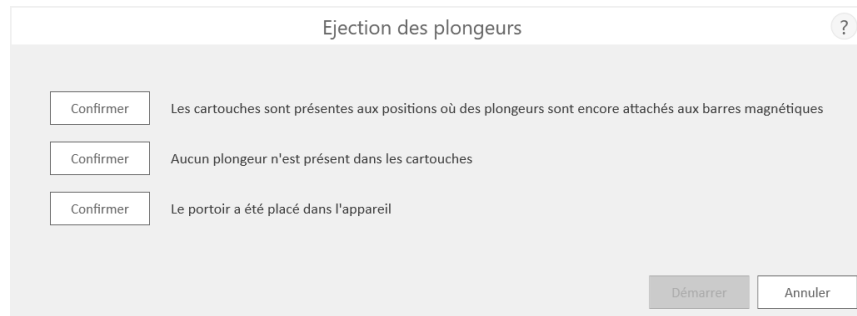 Ejection des plongeurs
?
Confirmer Les cartouches sont présentes aux positions où des plongeurs sont encore attachés aux barres magnétiques
Confirmer Aucun plongeur n'est présent dans les cartouches
Confirmer Le portoir a été placé dans l'appareil
Démarrer Annuler